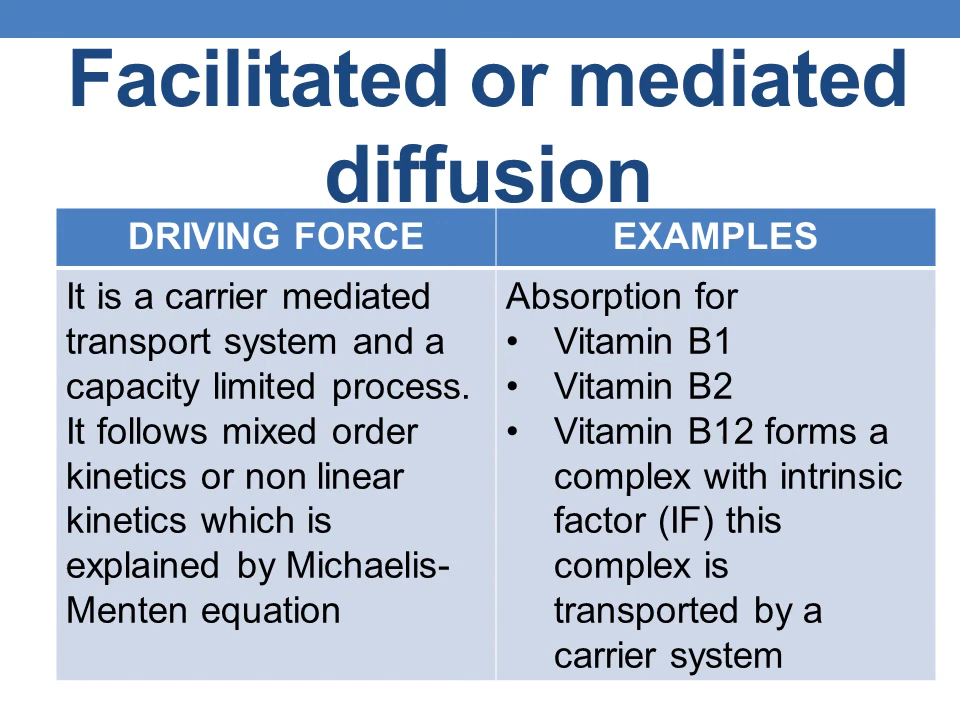 Facilitated or mediated
diffusion
DRIVING FORCE
EXAMPLES
It is a carrier mediated
transport system and a
capacity limited process.
It follows mixed order
kinetics or non linear
kinetics which is
explained by Michaelis-
Menten equation
Absorption for
• Vitamin B1
• Vitamin B2
• Vitamin B12 forms a
complex with intrinsic
factor (IF) this
complex is
transported by a
carrier system